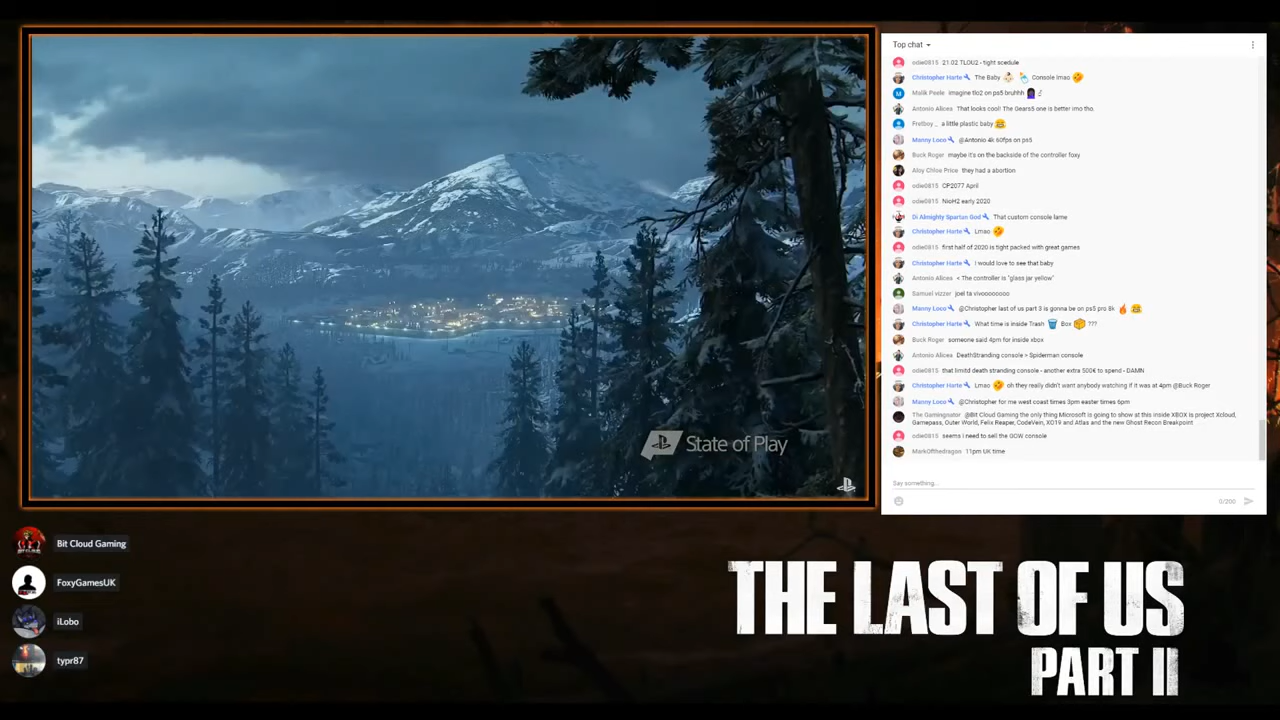 Top chat
odie0815 21.02 TLOU2 - tight scedule
Christopher Harte The Baby Console lmao
Malik Peele imagine tlo2 on ps5 bruhhh
Antonio Alicea That looks cool! The Gears5 one is better imo tho.
Fretboy _ a little plastic baby
Manny Loco @Antonio 4k 60fps on ps5
Buck Roger maybe it's on the backside of the controller foxy
Aloy Chloe Price they had a abortion
odie0815 CP2077 April
odie0815 NioH2 early 2020
Di Almighty Spartan God That custom console lame
Christopher Harte Lmao
odie0815 first half of 2020 is tight packed with great games
Christopher Harte I would love to see that baby
Antonio Alicea < The controller is "glass jar yellow"
Samuel vizzer joel ta vivoooooooo
Manny Loco @Christopher last of us part 3 is gonna be on ps5 pro 8k
Christopher Harte What time is inside Trash Box ???
Buck Roger someone said 4pm for inside xbox
Antonio Alicea DeathStranding console > Spiderman console
odie0815 that limitd death stranding console - another extra 500€ to spend - DAMN
Christopher Harte Lmao oh they really didn't want anybody watching if it was at 4pm @Buck Roger
Manny Loco @Christopher for me west coast times 3pm easter times 6pm
The Gamingnator @Bit Cloud Gaming the only thing Microsoft is going to show at this inside XBOX is project Xcloud,
Gamepass, Outer World, Felix Reaper, CodeVein, XO19 and Atlas and the new Ghost Recon Breakpoint
odie0815 seems i need to sell the GOW console
MarkOfthedragon 11pm UK time
Say something...
0/200
State of Play
Bit Cloud Gaming
FoxyGamesUK
iLobo
typr87
THE LAST OF US
PART II